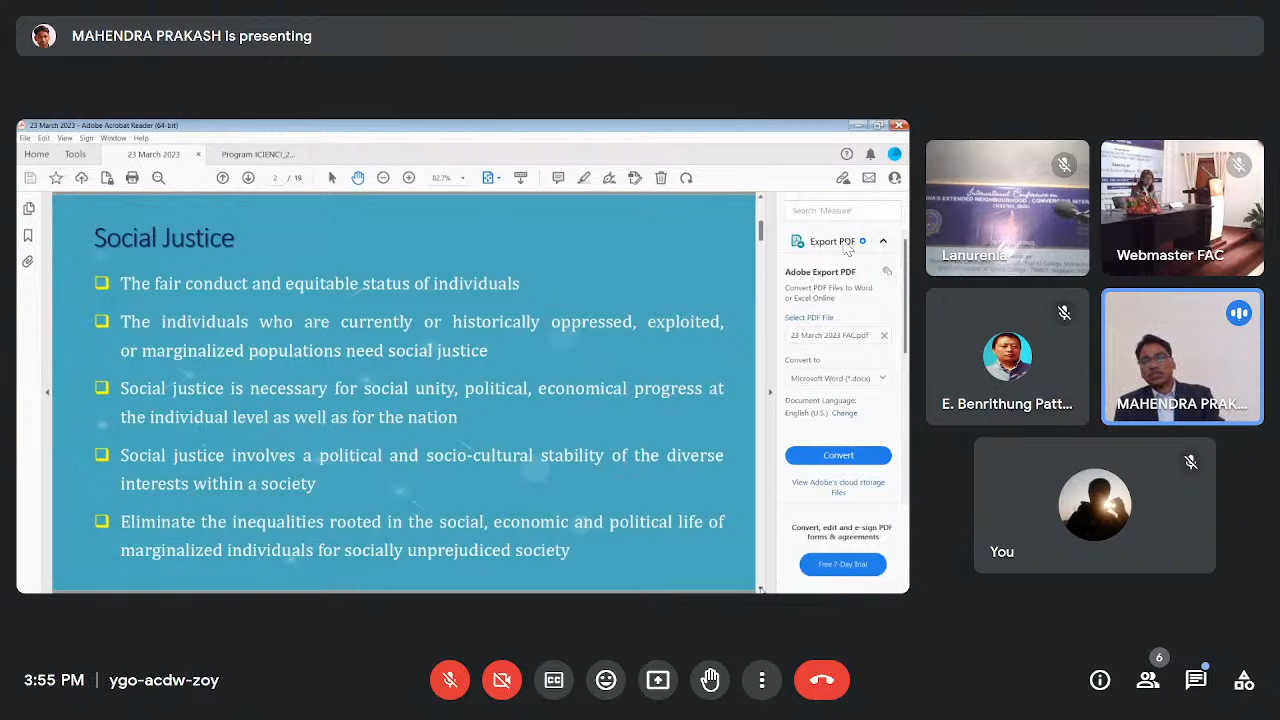 MAHENDRA PRAKASH is presenting
23 March 2023 - Adobe Acrobat Reader (64-bit)
File Edit View Sign Window Help
Home Tools 23 March 2023 × Program ICIENCI_2...
2 / 19 82.7%
Social Justice
The fair conduct and equitable status of individuals
The individuals who are currently or historically oppressed, exploited,
or marginalized populations need social justice
Social justice is necessary for social unity, political, economical progress at
the individual level as well as for the nation
Social justice involves a political and socio-cultural stability of the diverse
interests within a society
Eliminate the inequalities rooted in the social, economic and political life of
marginalized individuals for socially unprejudiced society
Search 'Measure'
Export PDF
Adobe Export PDF
Convert PDF Files to Word
or Excel Online
Select PDF File
23 March 2023 FAC.pdf
Convert to
Microsoft Word (*.docx)
Document Language:
English (U.S.) Change
Convert
View Adobe's cloud storage
Files
Convert, edit and e-sign PDF
forms & agreements
Free 7-Day Trial
International Conference on
Lanurenla
Webmaster FAC
E. Benrithung Patt...
MAHENDRA PRAK...
You
3:55 PM | ygo-acdw-zoy
6